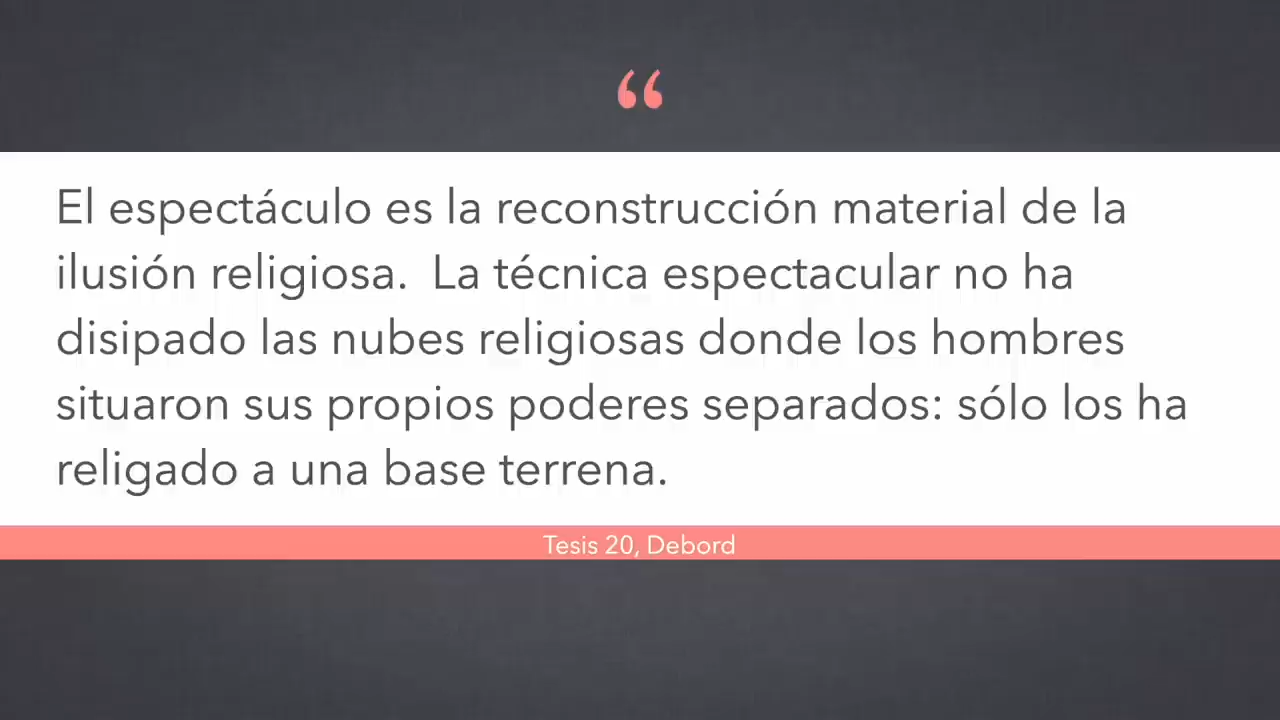 “
El espectáculo es la reconstrucción material de la
ilusión religiosa.  La técnica espectacular no ha
disipado las nubes religiosas donde los hombres
situaron sus propios poderes separados: sólo los ha
religado a una base terrena.
Tesis 20, Debord